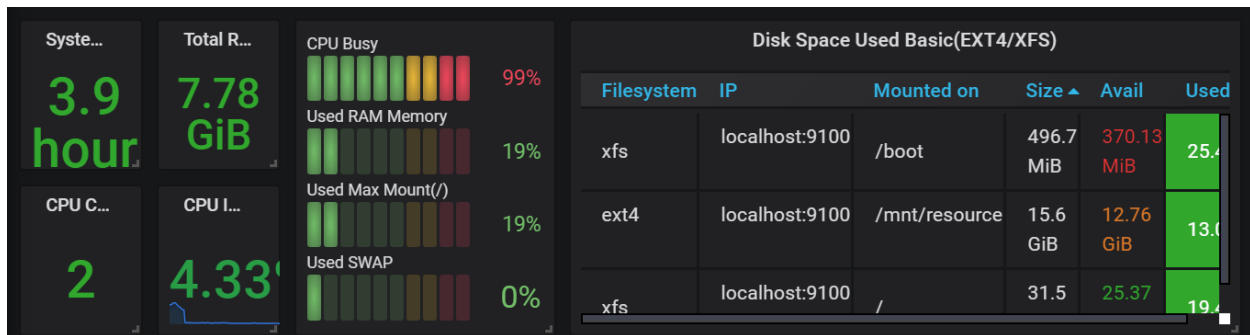 Syste...
3.9
hour
Total R...
7.78
GiB
CPU C...
2
CPU I...
4.33
CPU Busy
99%
Used RAM Memory
19%
Used Max Mount(/)
19%
Used SWAP
0%
Disk Space Used Basic(EXT4/XFS)
Filesystem IP Mounted on Size Avail Used
xfs localhost:9100 /boot 496.7 MiB 370.13 MiB 25.4
ext4 localhost:9100 /mnt/resource 15.6 GiB 12.76 GiB 13.0
xfs localhost:9100 / 31.5 25.37 19.4